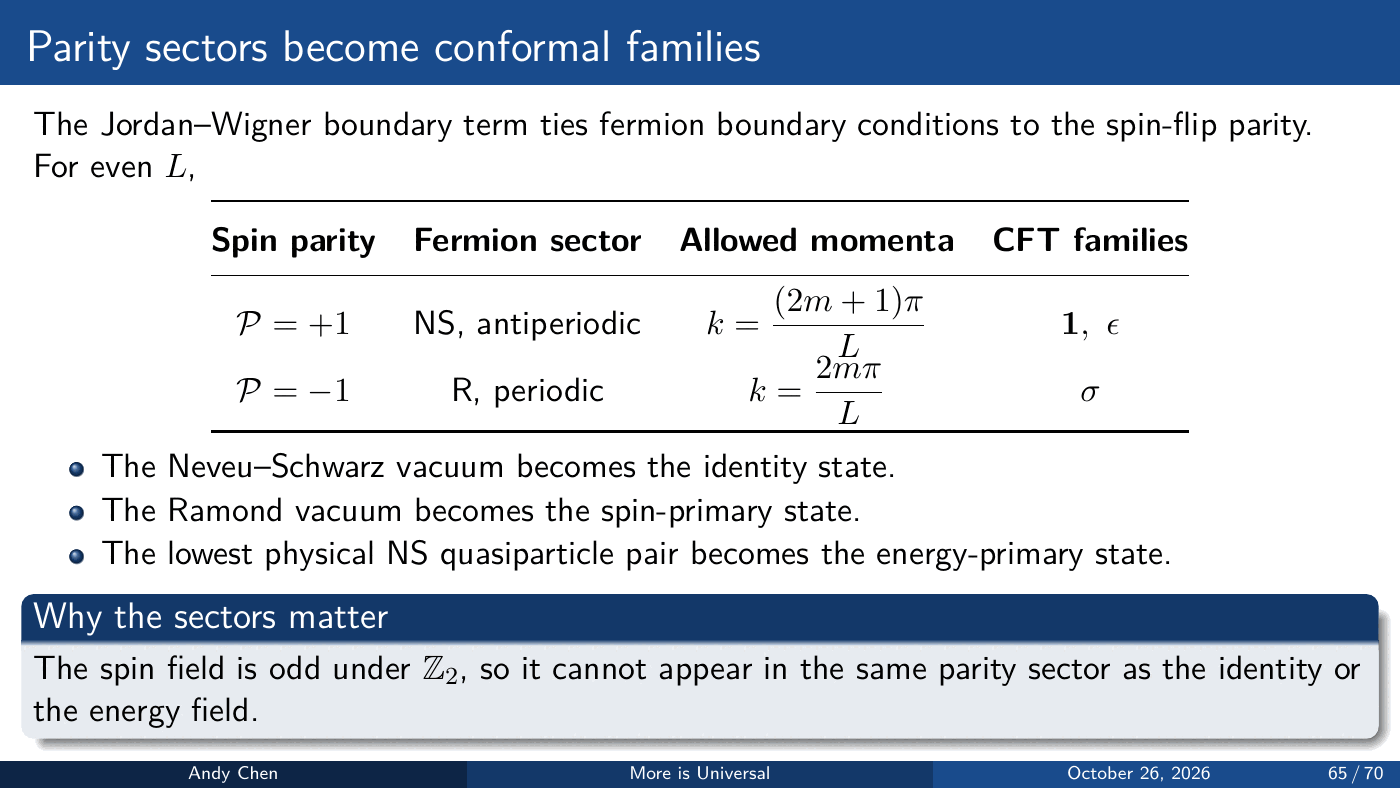 Parity sectors become conformal families
The Jordan–Wigner boundary term ties fermion boundary conditions to the spin-flip parity.
For even L,
Spin parity Fermion sector Allowed momenta CFT families
𝒫 = +1 NS, antiperiodic k = (2m + 1)π / L 𝟏, ϵ
𝒫 = −1 R, periodic k = 2mπ / L σ
The Neveu–Schwarz vacuum becomes the identity state.
The Ramond vacuum becomes the spin-primary state.
The lowest physical NS quasiparticle pair becomes the energy-primary state.
Why the sectors matter
The spin field is odd under ℤ₂, so it cannot appear in the same parity sector as the identity or
the energy field.
Andy Chen More is Universal October 26, 2026 65 / 70